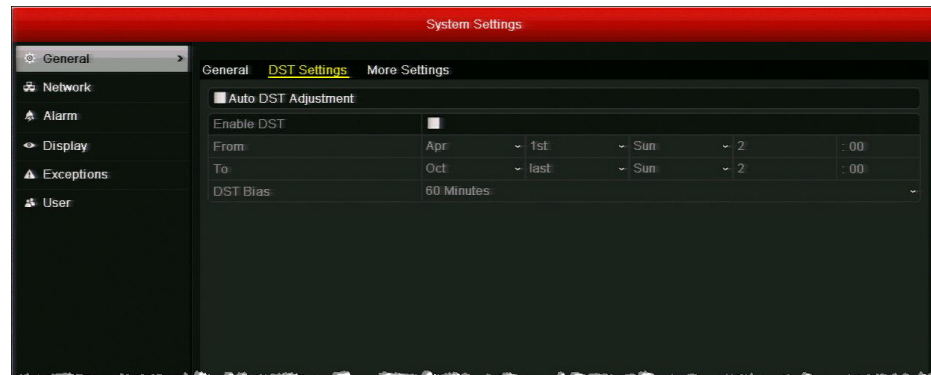 System Settings
General >
Network
Alarm
Display
Exceptions
User
General DST Settings More Settings
Auto DST Adjustment
Enable DST
From Apr 1st Sun 2 : 00
To Oct last Sun 2 : 00
DST Bias 60 Minutes